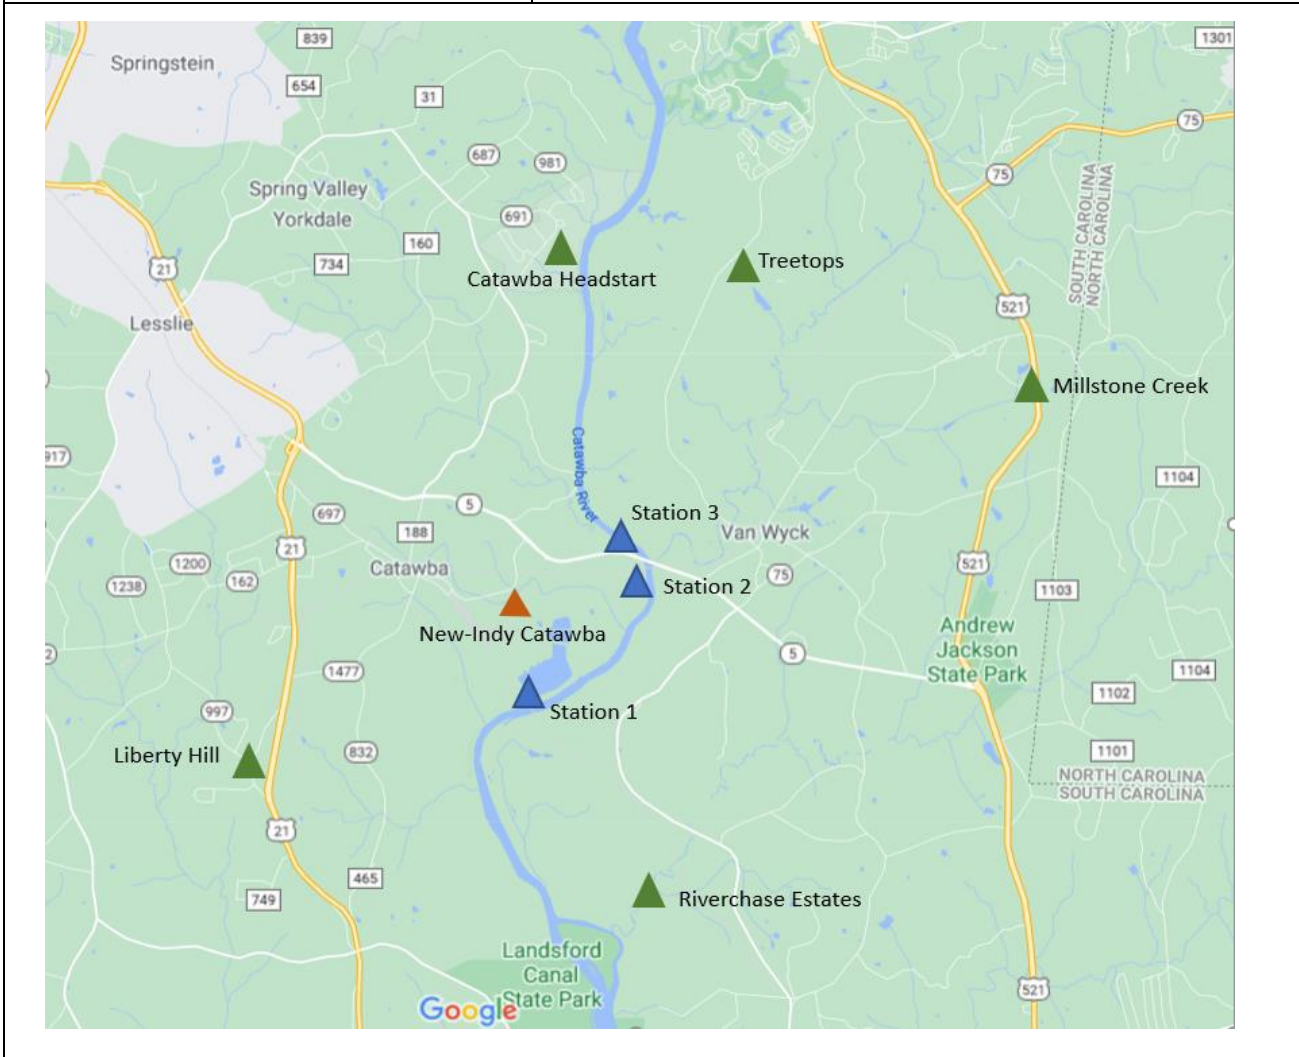 839
1301
Springstein
654
31
75
687
981
75
Spring Valley
Yorkdale
691
160
734
SOUTH CAROLINA
NORTH CAROLINA
21
Catawba Headstart
Treetops
521
Lesslie
Millstone Creek
917
Catawba River
1104
5
697
Station 3
188
Van Wyck
21
1200
Catawba
521
1238
162
Station 2
75
1103
New-Indy Catawba
Andrew
Jackson
State Park
2
5
1477
1104
1102
997
Station 1
Liberty Hill
832
1101
NORTH CAROLINA
SOUTH CAROLINA
21
465
749
Riverchase Estates
Landsford
Canal
State Park
Google
521